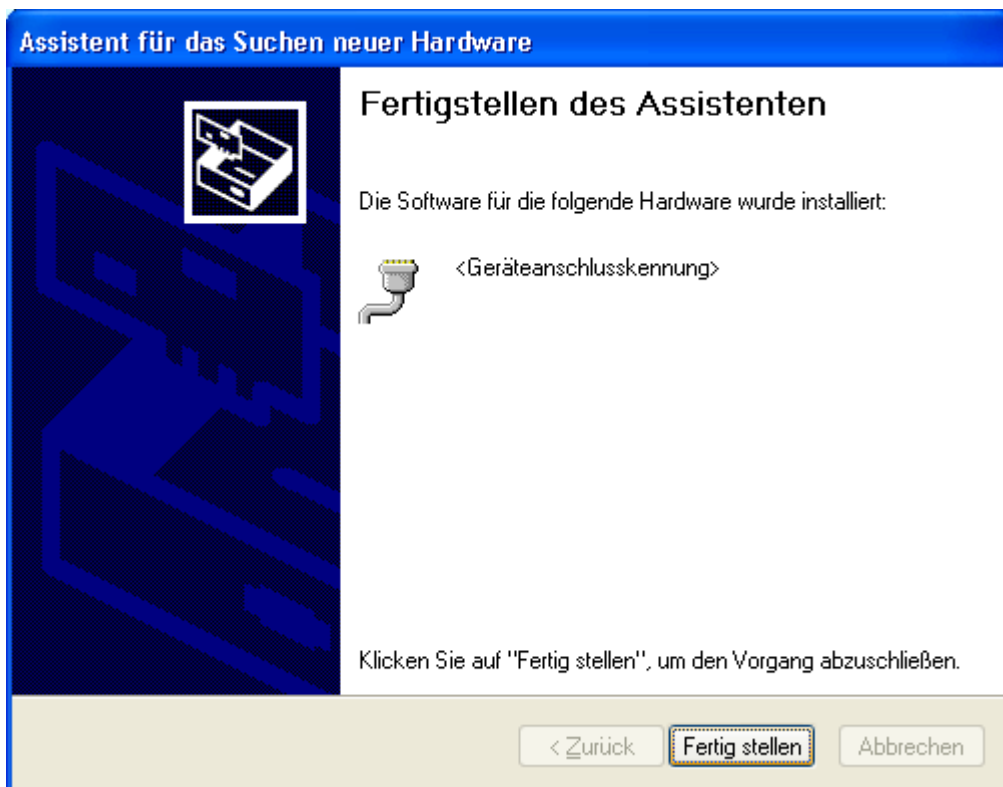 Assistent für das Suchen neuer Hardware
Fertigstellen des Assistenten
Die Software für die folgende Hardware wurde installiert:
<Geräteanschlusskennung>
Klicken Sie auf "Fertig stellen", um den Vorgang abzuschließen.
< Zurück Fertig stellen Abbrechen